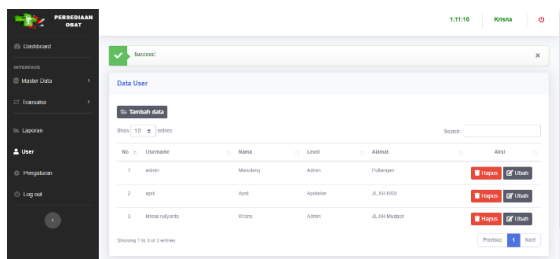 PERSEDIAAN
OBAT
1:11:10 Krisna
Dashboard
Success!
INTERFACE
Master Data
Transaksi
Laporan
User
Pengaturan
Log out
Data User
Tambah data
Show 10 entries
Search:
No Username Nama Level Alamat Aksi
1 admin Admin Hapus Ubah
2 april April Apoteker Hapus Ubah
3 Krisna Admin Hapus Ubah
Showing 1 to 3 of 3 entries
Previous 1 Next